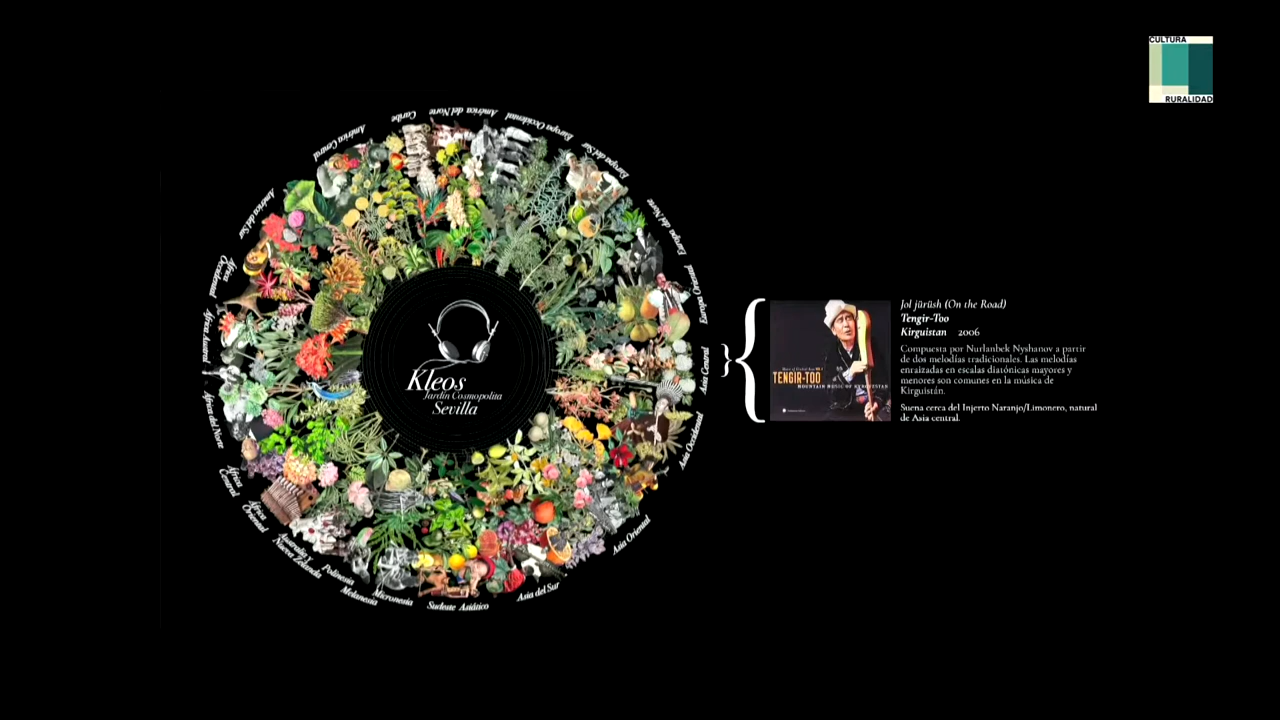 CULTURA
RURALIDAD
Caribe
América del Norte
Europa Occidental
Europa del Sur
América Central
Europa del Norte
América del Sur
Europa Oriental
África Occidental
África Austral
Asia Central
África del Norte
Asia Occidental
África Central
África Oriental
Asia Oriental
Australia y
Nueva Zelanda
Polinesia
Melanesia
Micronesia
Sudeste Asiático
Asia del Sur
Kleos
Jardín Cosmopolita
Sevilla
TENGIR-TOO
MOUNTAIN MUSIC OF KYRGYZSTAN
Jol jürüsh (On the Road)
Tengir-Too
Kirguistan 2006
Compuesta por Nurlanbek Nyshanov a partir
de dos melodías tradicionales. Las melodías
enraizadas en escalas diatónicas mayores y
menores son comunes en la música de
Kirguistán.
Suena cerca del Injerto Naranjo/Limonero, natural
de Asia central.